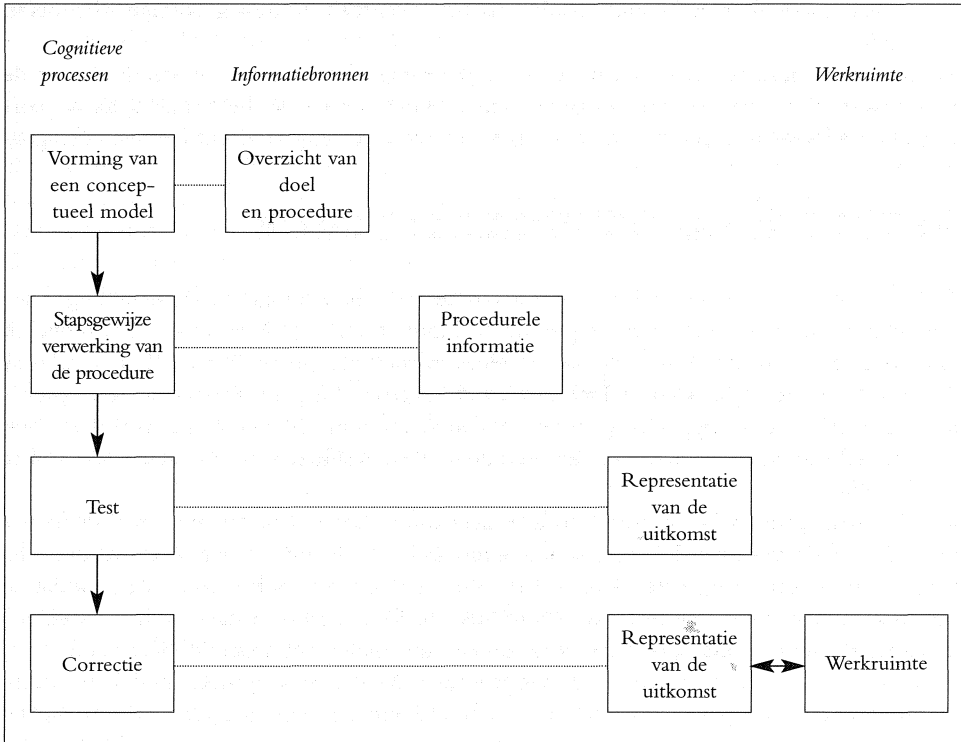 Cognitieve
processen
Informatiebronnen
Werkruimte
Vorming van
een concep-
tueel model
Overzicht van
doel
en procedure
Stapsgewijze
verwerking van
de procedure
Procedurele
informatie
Test
Representatie
van de
uitkomst
Correctie
Representatie
van de
uitkomst
Werkruimte